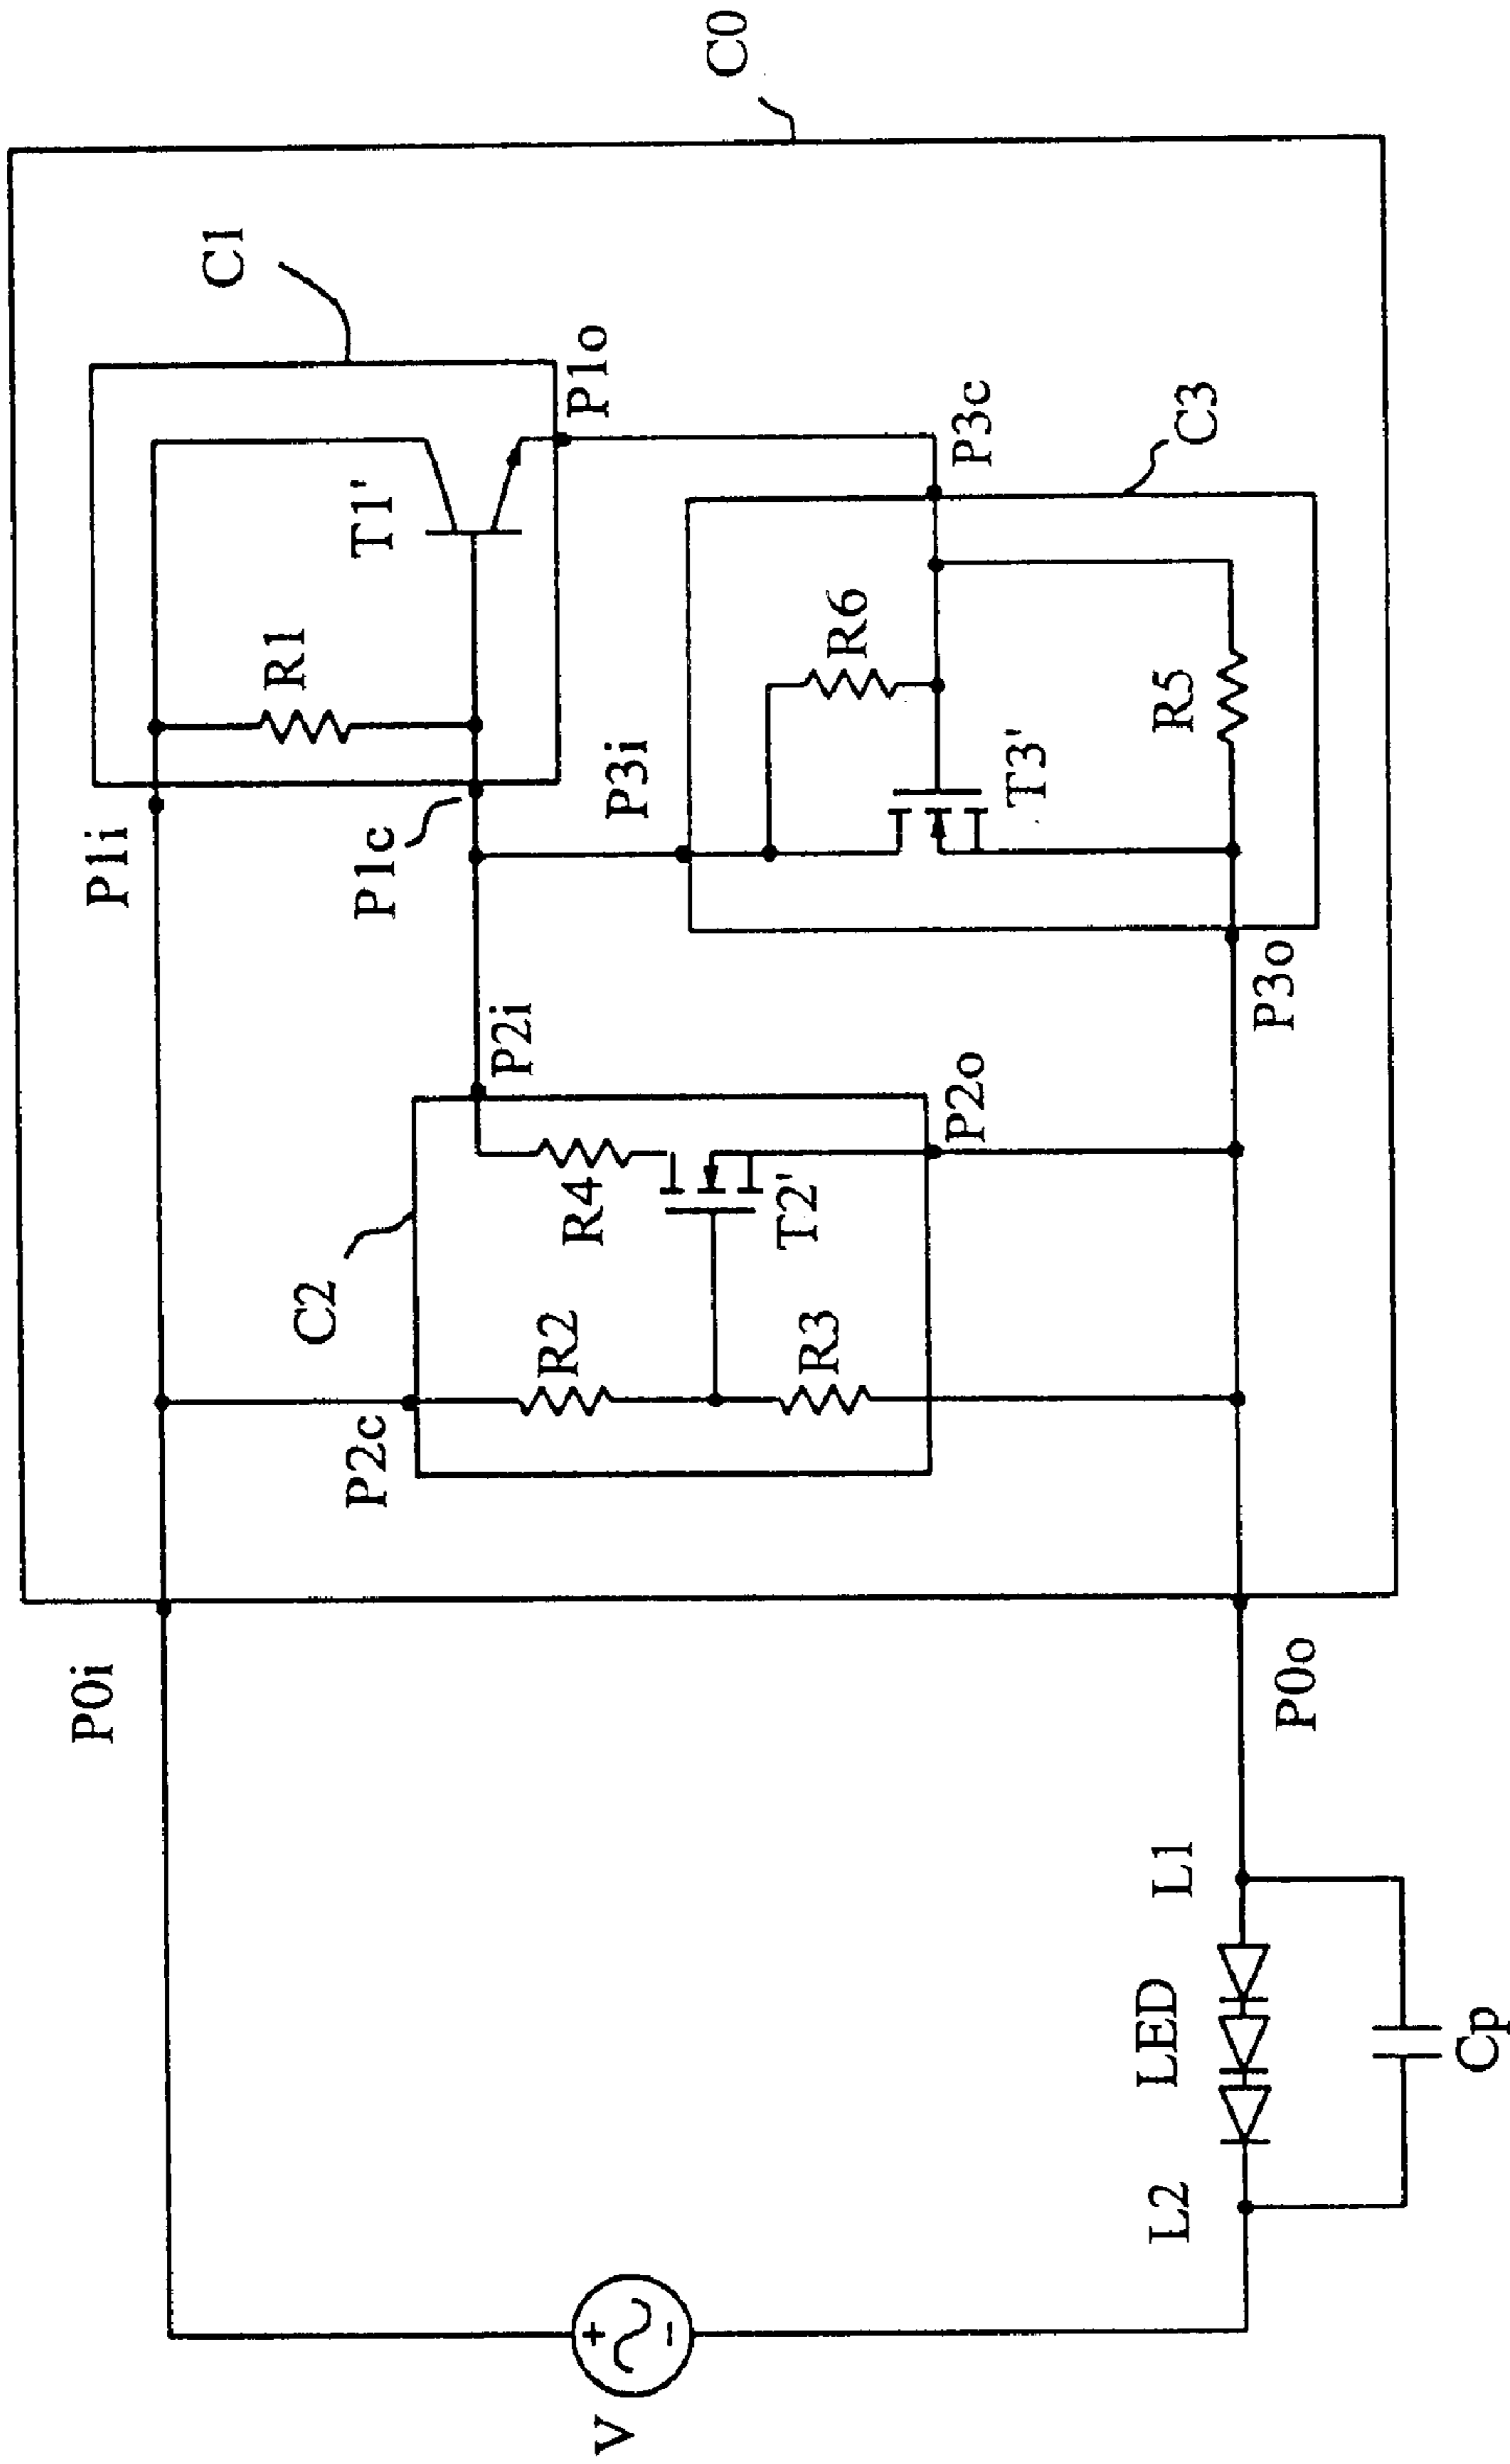 C0
C1
P1i
R1
T1'
P1c
P1o
P3i
P3c
R6
T3'
R5
C3
P3o
P2i
C2
R4
T2'
P2o
P2c
R2
R3
P0i
P0o
L1
LED
L2
Cp
V
+
-